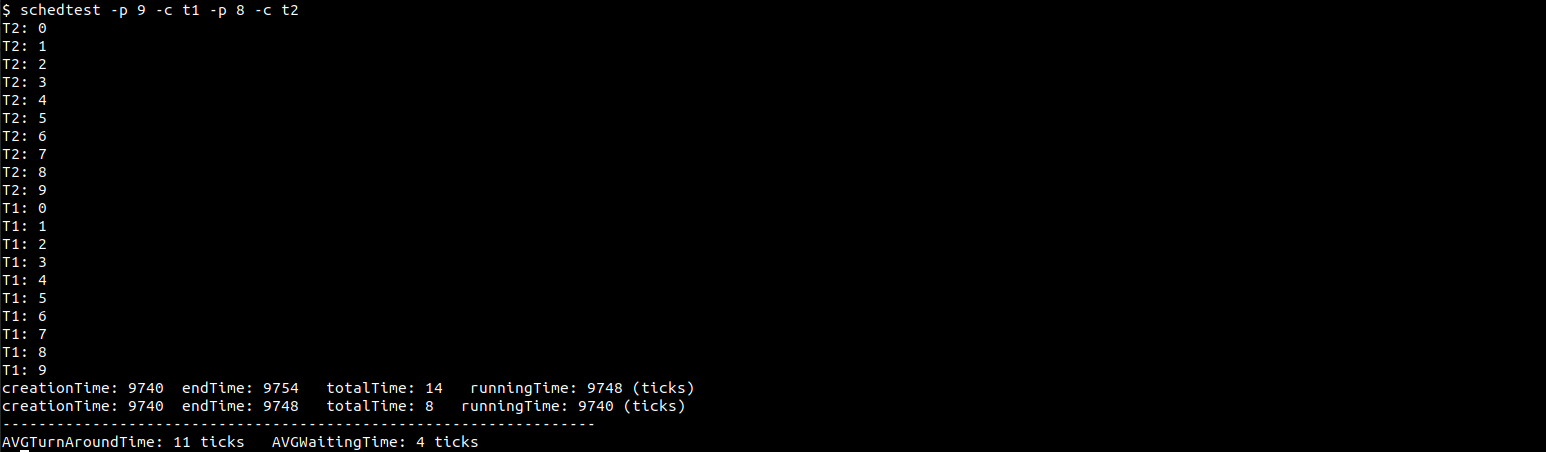 $ schedtest -p 9 -c t1 -p 8 -c t2
T2: 0
T2: 1
T2: 2
T2: 3
T2: 4
T2: 5
T2: 6
T2: 7
T2: 8
T2: 9
T1: 0
T1: 1
T1: 2
T1: 3
T1: 4
T1: 5
T1: 6
T1: 7
T1: 8
T1: 9
creationTime: 9740  endTime: 9754   totalTime: 14   runningTime: 9748 (ticks)
creationTime: 9740  endTime: 9748   totalTime: 8   runningTime: 9740 (ticks)
------------------------------------------------------------------
AVGTurnAroundTime: 11 ticks   AVGWaitingTime: 4 ticks